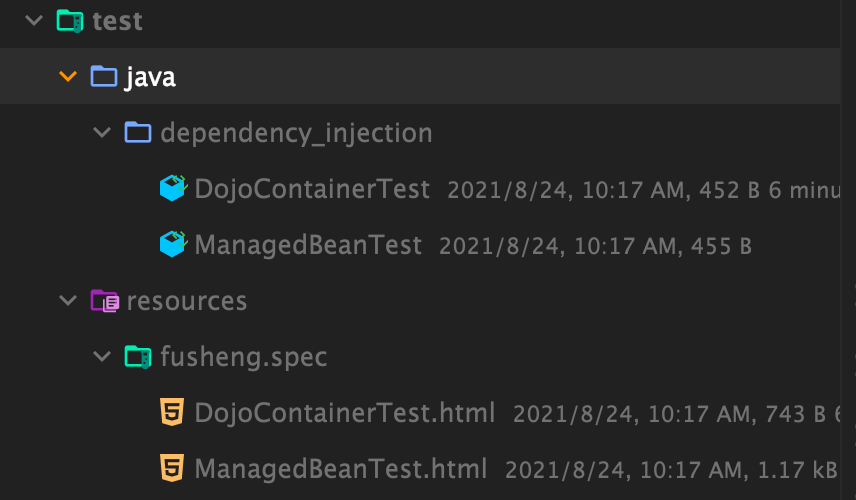 test
java
dependency_injection
DojoContainerTest 2021/8/24, 10:17 AM, 452 B 6 minu
ManagedBeanTest 2021/8/24, 10:17 AM, 455 B
resources
fusheng.spec
DojoContainerTest.html 2021/8/24, 10:17 AM, 743 B 6
ManagedBeanTest.html 2021/8/24, 10:17 AM, 1.17 kB